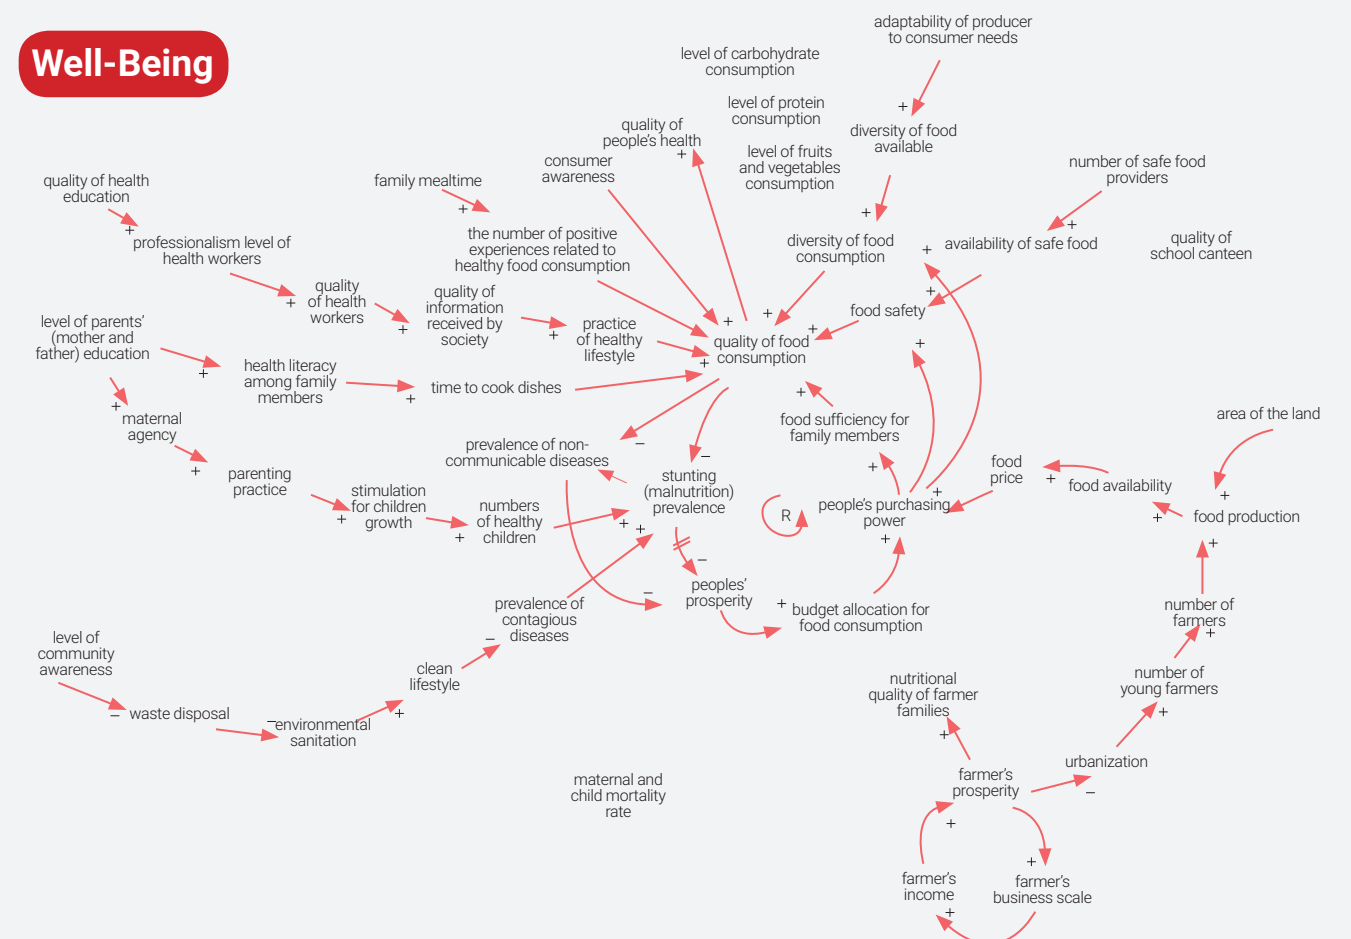 Well-Being
adaptability of producer
to consumer needs
level of carbohydrate
consumption
level of protein
consumption
+
diversity of food
available
quality of
people's health
+
level of fruits
and vegetables
consumption
consumer
awareness
number of safe food
providers
family mealtime
+
quality of health
education
+
professionalism level of
health workers
+
the number of positive
experiences related to
healthy food consumption
+
diversity of food
consumption
+
availability of safe food
+
quality of
school canteen
quality
of health
workers
+
quality of
information
received by
society
+
practice
of healthy
lifestyle
+
+
food safety
+
+
+
quality of food
consumption
+
+
level of parents’
(mother and
father) education
+
health literacy
among family
members
+
time to cook dishes
+
maternal
agency
+
parenting
practice
+
stimulation
for children
growth
+
numbers
of healthy
children
+
+
prevalence of non-
communicable diseases
–
–
stunting
(malnutrition)
prevalence
+
food sufficiency for
family members
+
R
people's purchasing
power
+
+
food
price
+
food availability
+
area of the land
+
food production
+
–
–
peoples’
prosperity
+
budget allocation for
food consumption
number of
farmers
+
prevalence of
contagious
diseases
–
clean
lifestyle
+
level of
community
awareness
–
waste disposal
–
environmental
sanitation
number of
young farmers
+
nutritional
quality of farmer
families
+
urbanization
–
farmer's
prosperity
+
maternal and
child mortality
rate
+
farmer's
income
+
farmer's
business scale